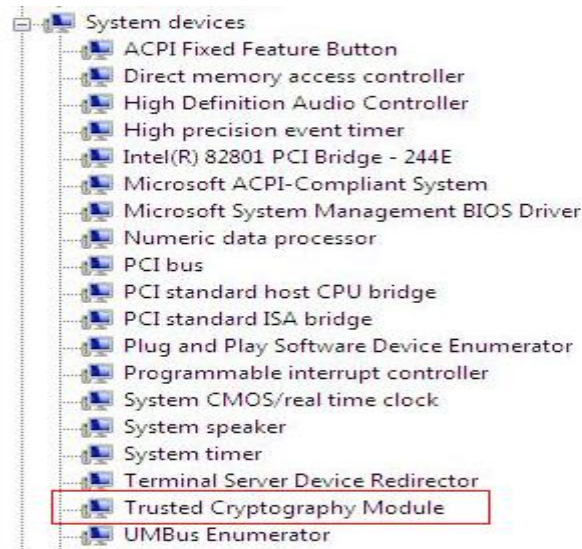 System devices
ACPI Fixed Feature Button
Direct memory access controller
High Definition Audio Controller
High precision event timer
Intel(R) 82801 PCI Bridge - 244E
Microsoft ACPI-Compliant System
Microsoft System Management BIOS Driver
Numeric data processor
PCI bus
PCI standard host CPU bridge
PCI standard ISA bridge
Plug and Play Software Device Enumerator
Programmable interrupt controller
System CMOS/real time clock
System speaker
System timer
Terminal Server Device Redirector
Trusted Cryptography Module
UMBus Enumerator